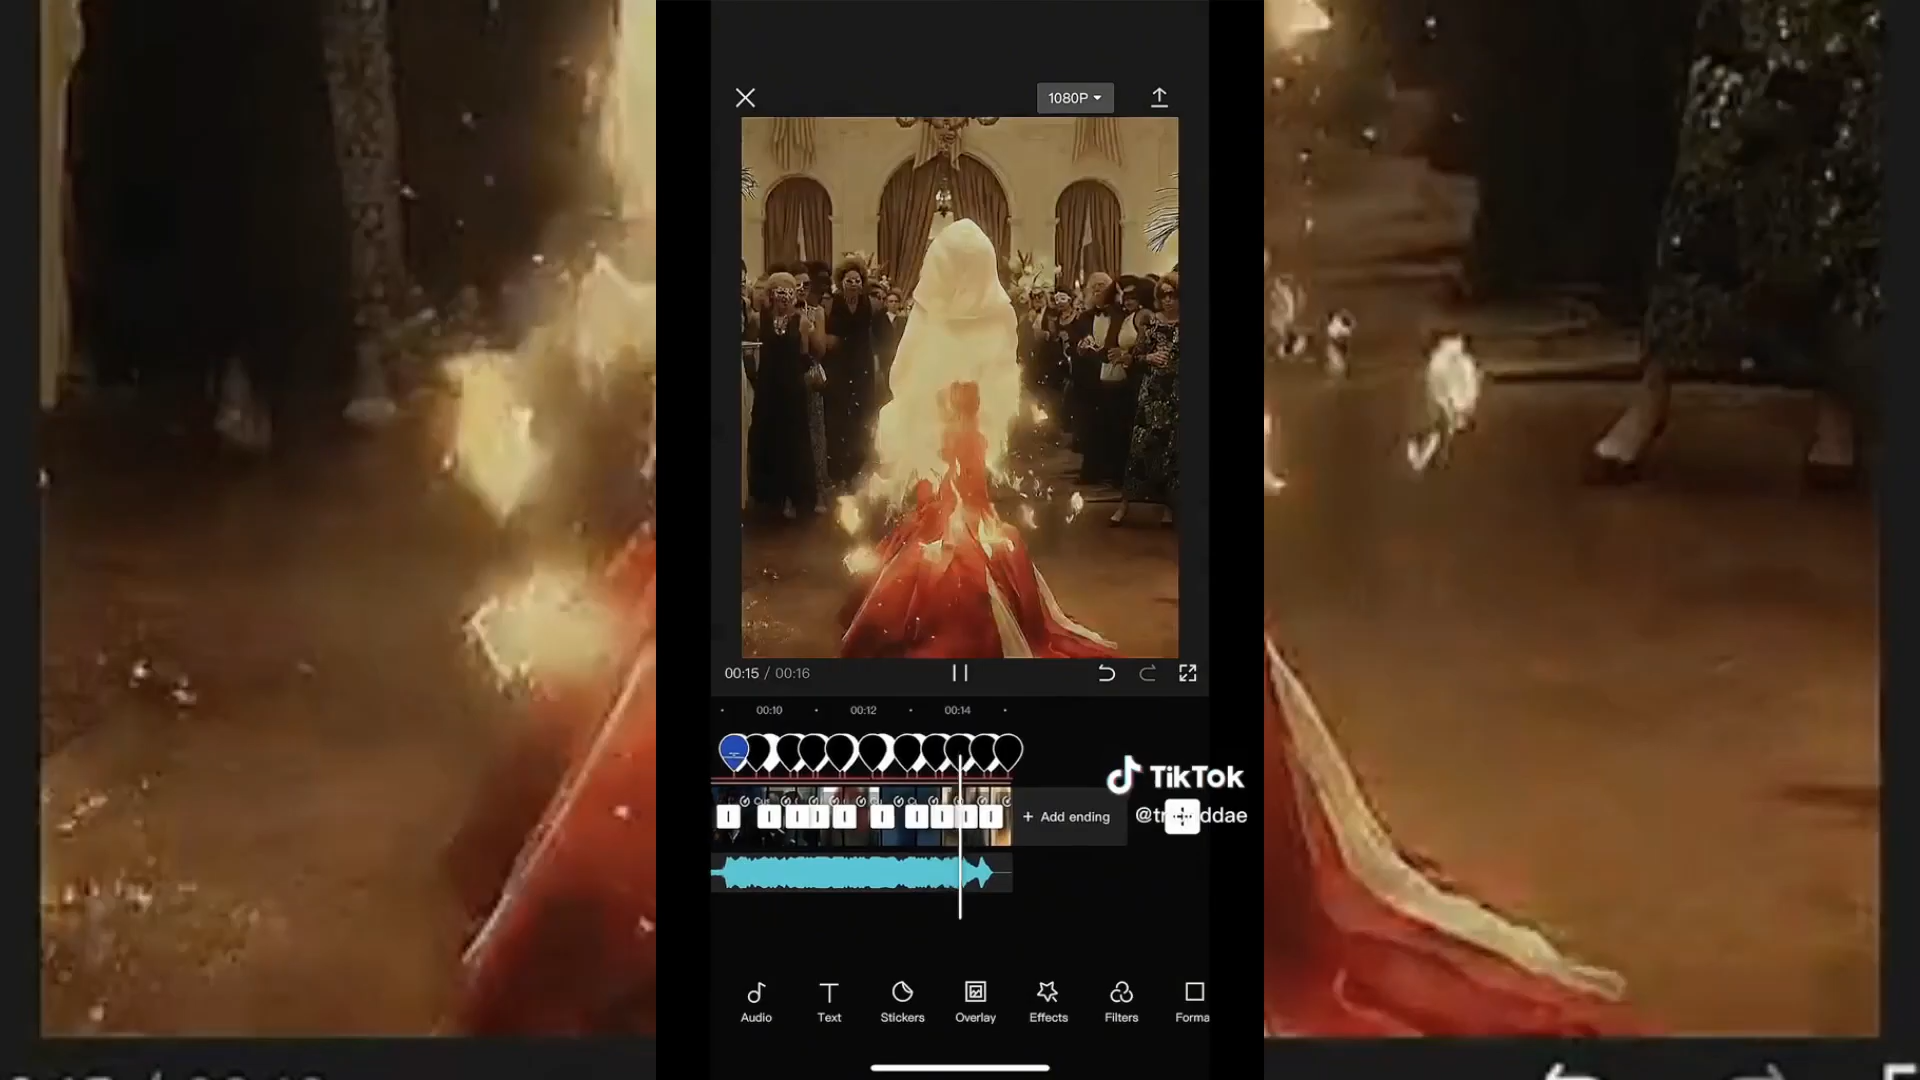 1080P
00:15 / 00:16
00:10 00:12 00:14
TikTok
+ Add ending
Audio Text Stickers Overlay Effects Filters Forma